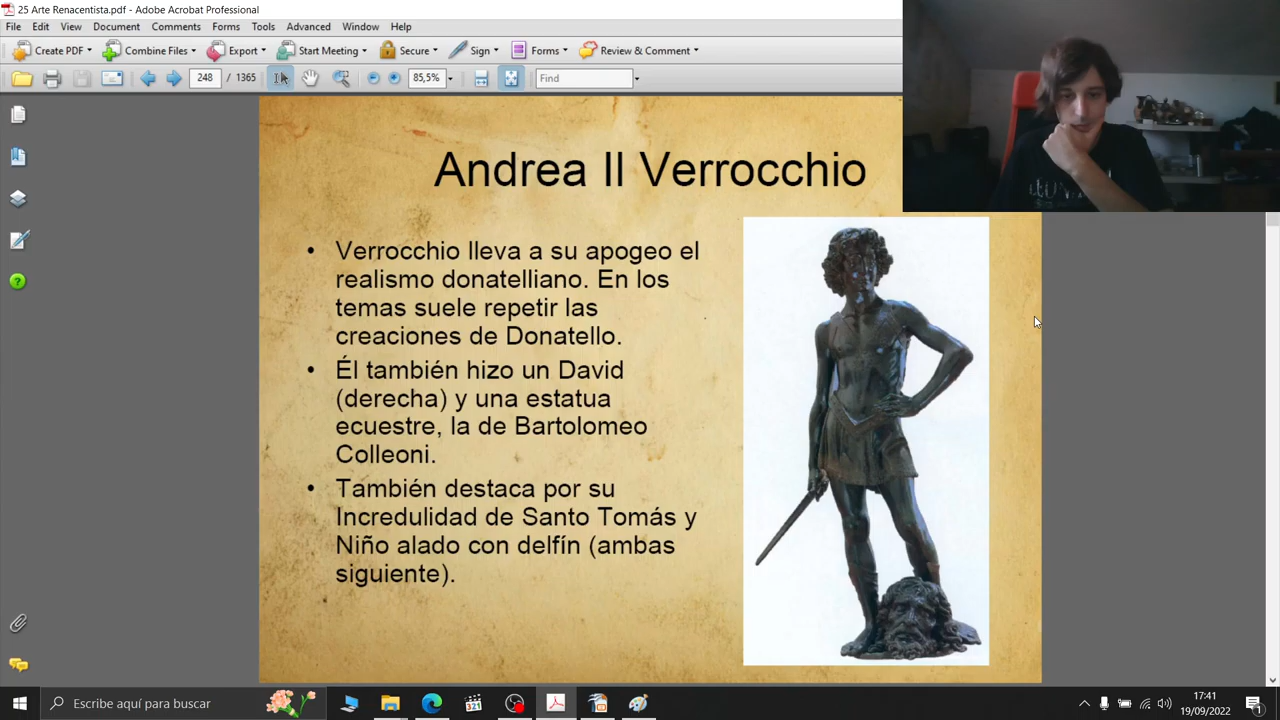 25 Arte Renacentista.pdf - Adobe Acrobat Professional
File Edit View Document Comments Forms Tools Advanced Window Help
Create PDF Combine Files Export Start Meeting Secure Sign Forms Review & Comment
248 / 1365 85,5% Find
Andrea Il Verrocchio
• Verrocchio lleva a su apogeo el
realismo donatelliano. En los
temas suele repetir las
creaciones de Donatello.
• Él también hizo un David
(derecha) y una estatua
ecuestre, la de Bartolomeo
Colleoni.
• También destaca por su
Incredulidad de Santo Tomás y
Niño alado con delfín (ambas
siguiente).
Escribe aquí para buscar
321
17:41
19/09/2022
1